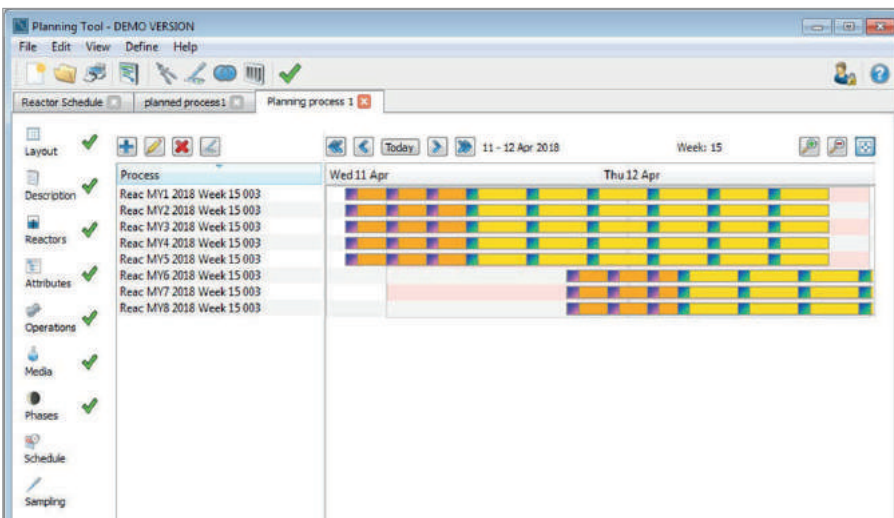 Planning Tool - DEMO VERSION
File Edit View Define Help
Reactor Schedule planned process1 Planning process 1
Layout
Description
Reactors
Attributes
Operations
Media
Phases
Schedule
Sampling
Today 11 - 12 Apr 2018 Week: 15
Process Wed 11 Apr Thu 12 Apr
Reac MY1 2018 Week 15 003
Reac MY2 2018 Week 15 003
Reac MY3 2018 Week 15 003
Reac MY4 2018 Week 15 003
Reac MY5 2018 Week 15 003
Reac MY6 2018 Week 15 003
Reac MY7 2018 Week 15 003
Reac MY8 2018 Week 15 003